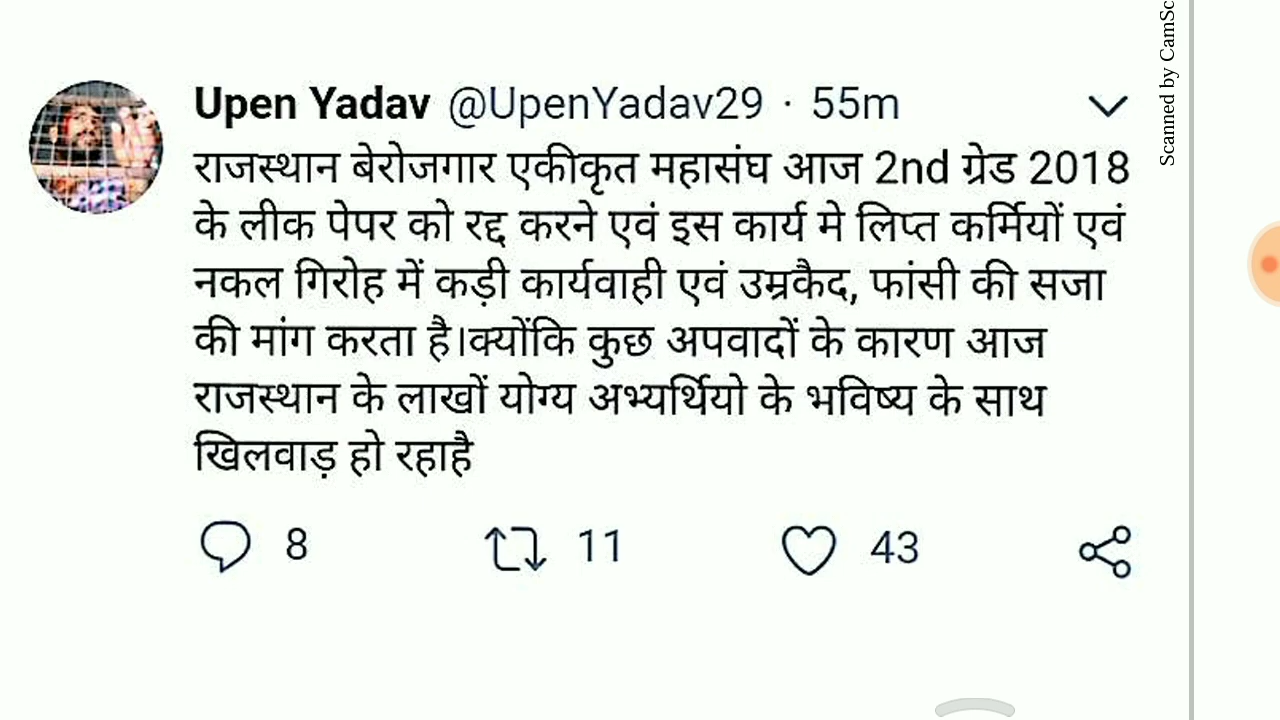 Upen Yadav @UpenYadav29 · 55m
राजस्थान बेरोजगार एकीकृत महासंघ आज 2nd ग्रेड 2018
के लीक पेपर को रद्द करने एवं इस कार्य मे लिप्त कर्मियों एवं
नकल गिरोह में कड़ी कार्यवाही एवं उम्रकैद, फांसी की सजा
की मांग करता है।क्योंकि कुछ अपवादों के कारण आज
राजस्थान के लाखों योग्य अभ्यर्थियो के भविष्य के साथ
खिलवाड़ हो रहाहै
8 11 43
Scanned by CamSc